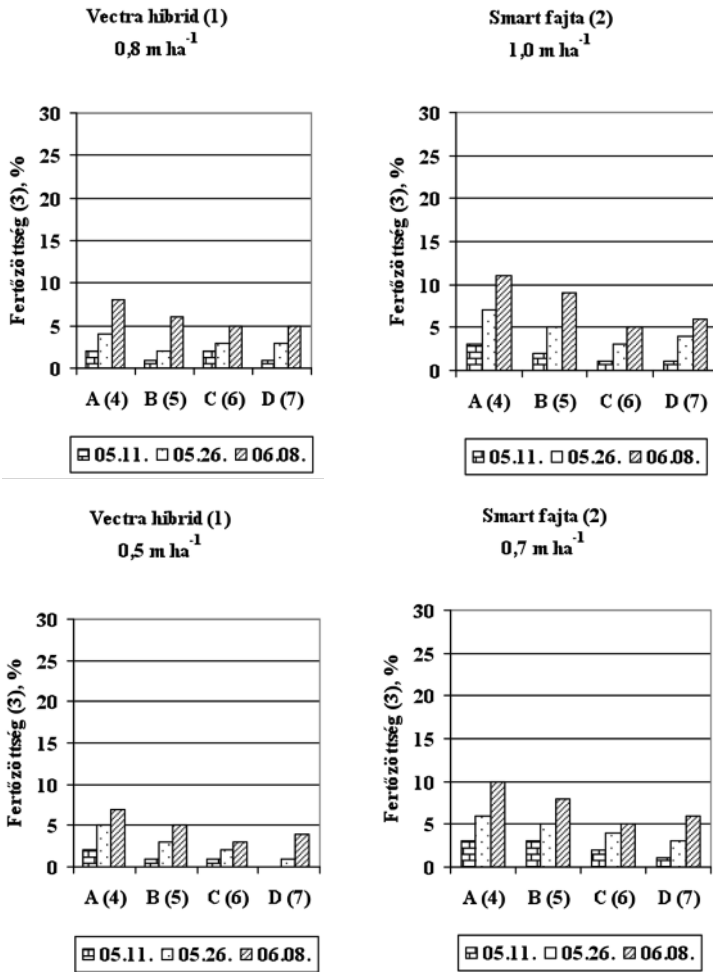 Vectra hibrid (1)
0,8 m ha-1
Fertőzöttség (3), %
30
25
20
15
10
5
0
A (4) B (5) C (6) D (7)
05.11. 05.26. 06.08.
Smart fajta (2)
1,0 m ha-1
Fertőzöttség (3), %
30
25
20
15
10
5
0
A (4) B (5) C (6) D (7)
05.11. 05.26. 06.08.
Vectra hibrid (1)
0,5 m ha-1
Fertőzöttség (3), %
30
25
20
15
10
5
0
A (4) B (5) C (6) D (7)
05.11. 05.26. 06.08.
Smart fajta (2)
0,7 m ha-1
Fertőzöttség (3), %
30
25
20
15
10
5
0
A (4) B (5) C (6) D (7)
05.11. 05.26. 06.08.